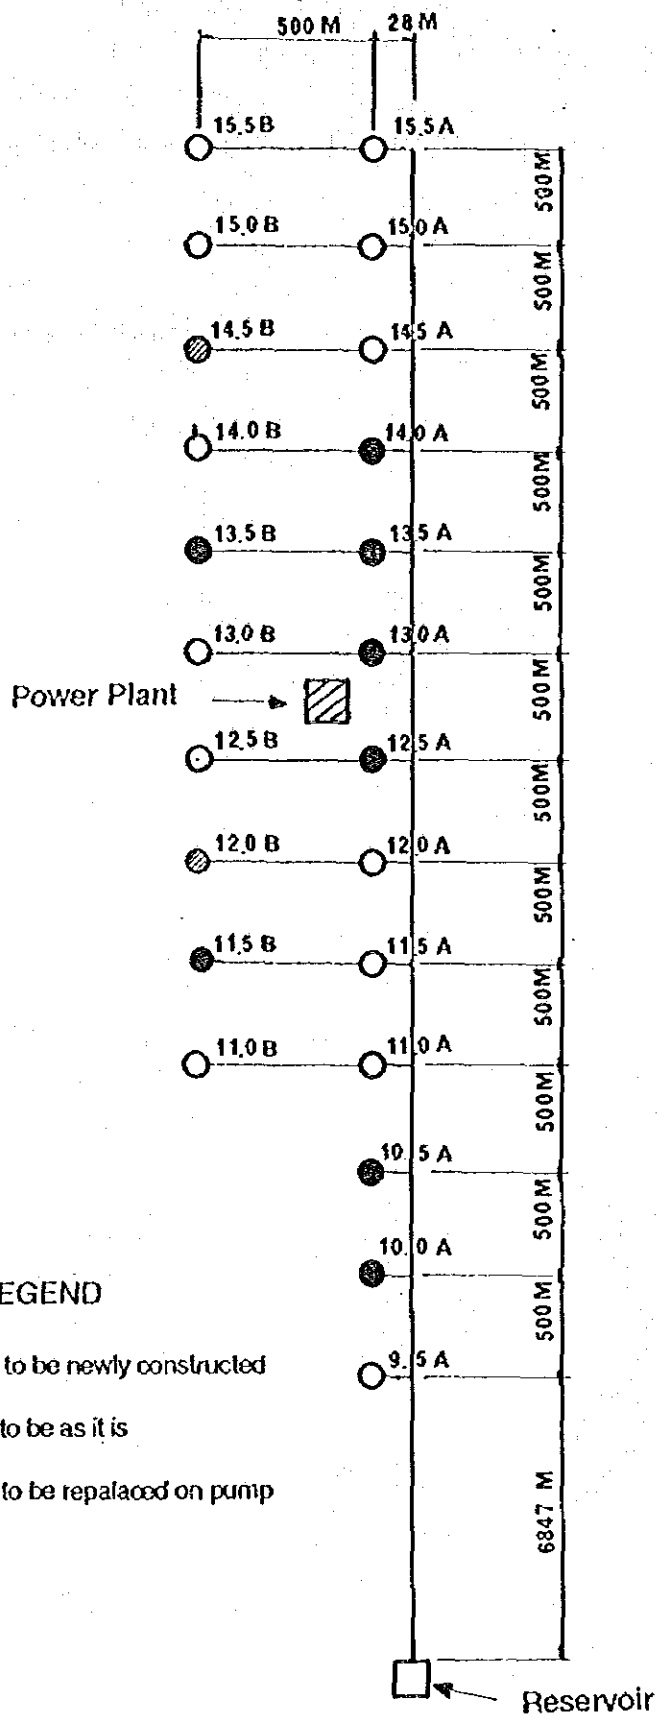 500 M 28 M
15.5 B 15.5 A
500M
15.0 B 15.0 A
500M
14.5 B 14.5 A
500M
14.0 B 14.0 A
500M
13.5 B 13.5 A
500M
13.0 B 13.0 A
Power Plant
500M
12.5 B 12.5 A
500M
12.0 B 12.0 A
500M
11.5 B 11.5 A
500M
11.0 B 11.0 A
500M
10.5 A
500M
10.0 A
500M
EGEND
to be newly constructed
9.5 A
to be as it is
to be repalaced on pump
6847 M
Reservoir